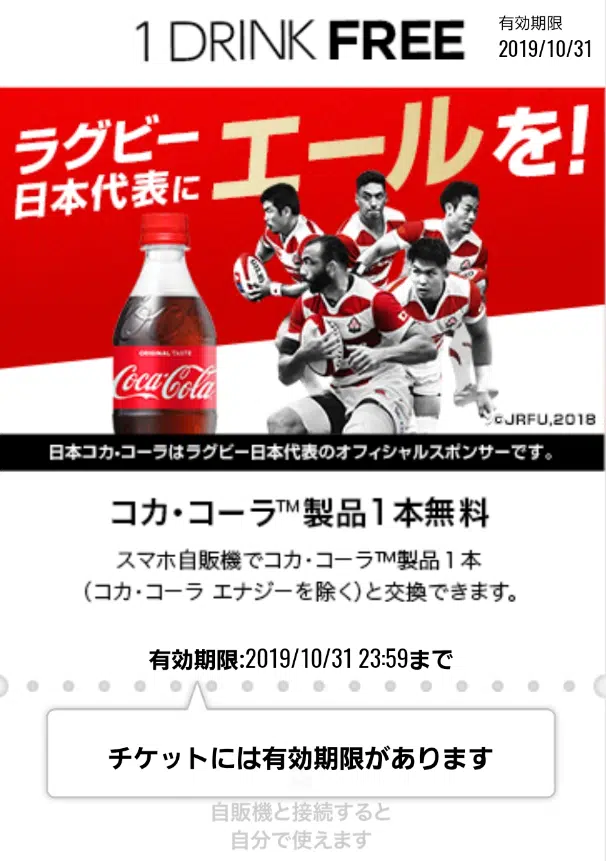 1 DRINK FREE
有効期限
2019/10/31
ラグビー
日本代表に
エールを!
ORIGINAL TASTE
Coca-Cola
©JRFU,2018
日本コカ・コーラはラグビー日本代表のオフィシャルスポンサーです。
コカ・コーラ™製品1本無料
スマホ自販機でコカ・コーラ™製品1本
(コカ・コーラ エナジーを除く)と交換できます。
有効期限:2019/10/31 23:59まで
チケットには有効期限があります
自販機と接続すると
自分で使えます